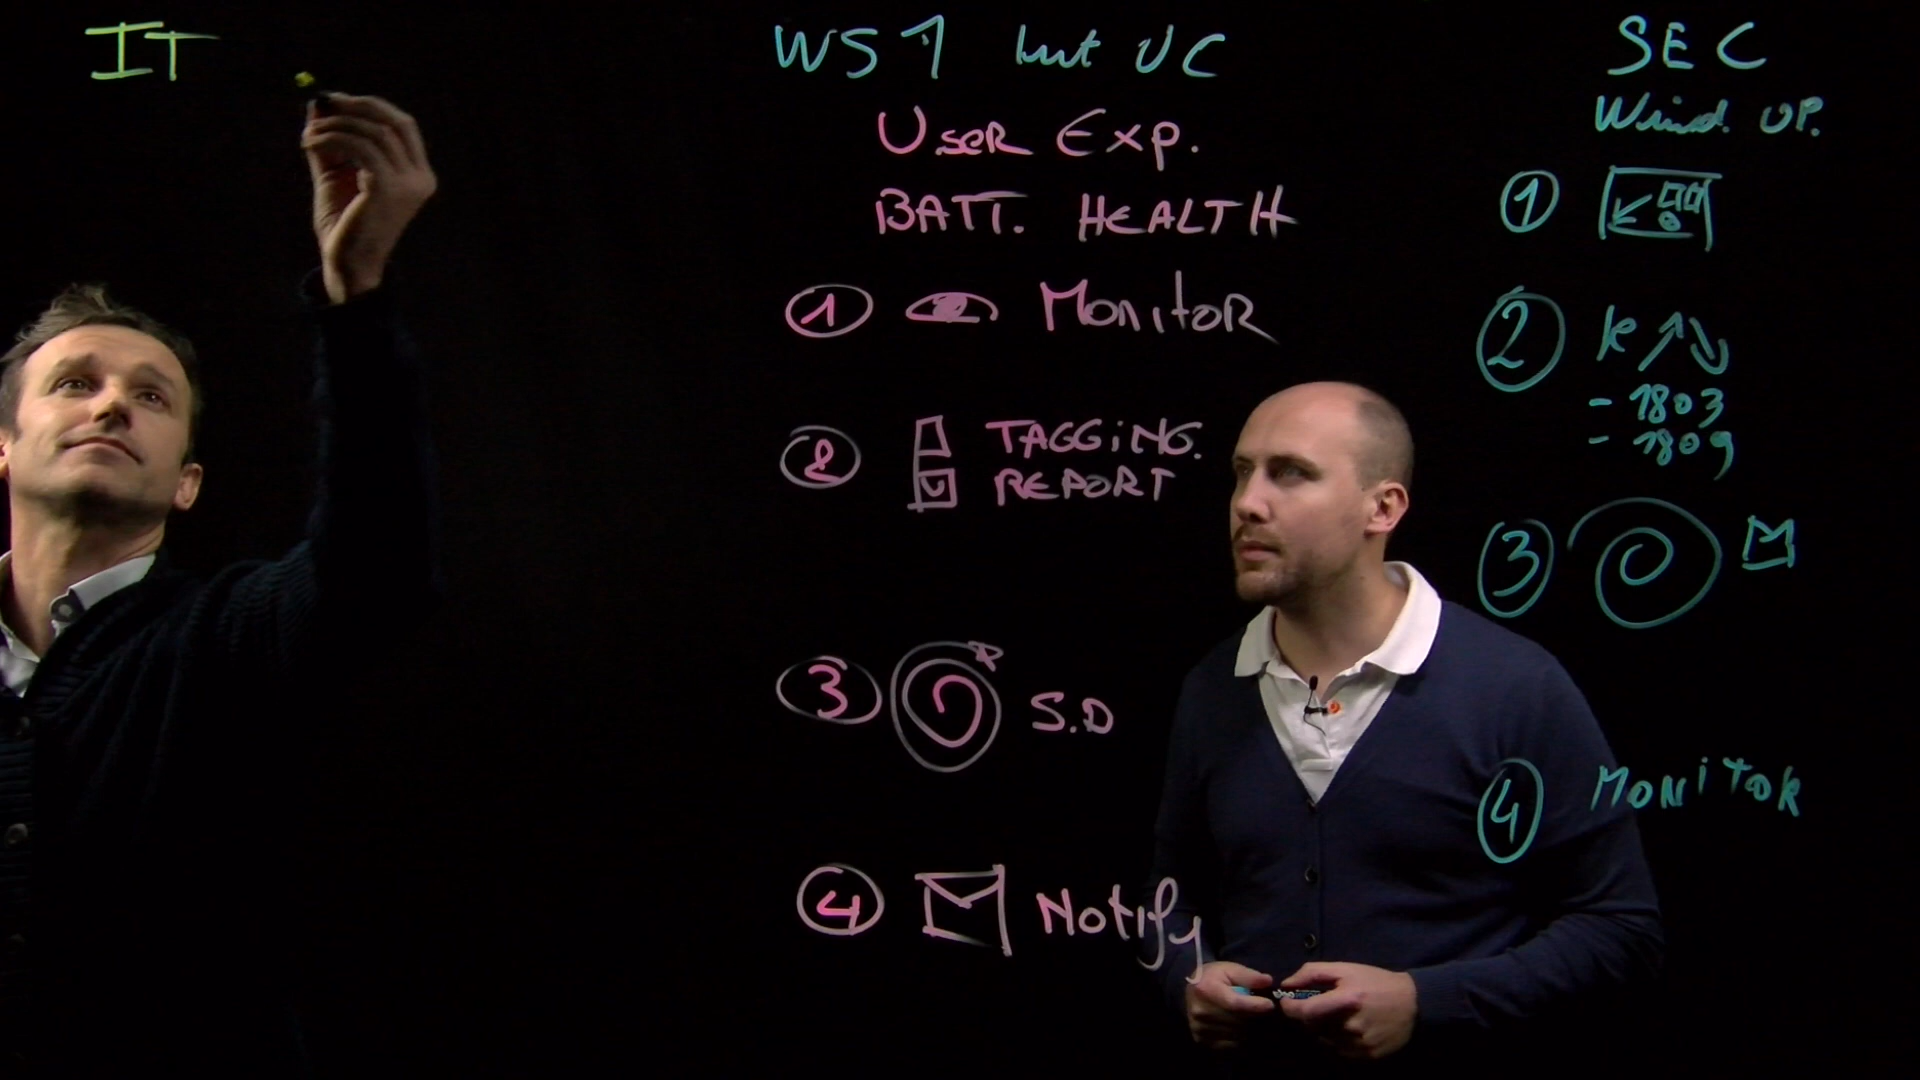 IT
WS1 Int UC
User Exp.
BATT. HEALTH
1 Monitor
2 TAGGiNG.
REPORT
3 S.D
4 Notify
SEC
Wind. UP.
1
2
- 1803
- 1809
3
4 MONiTOR